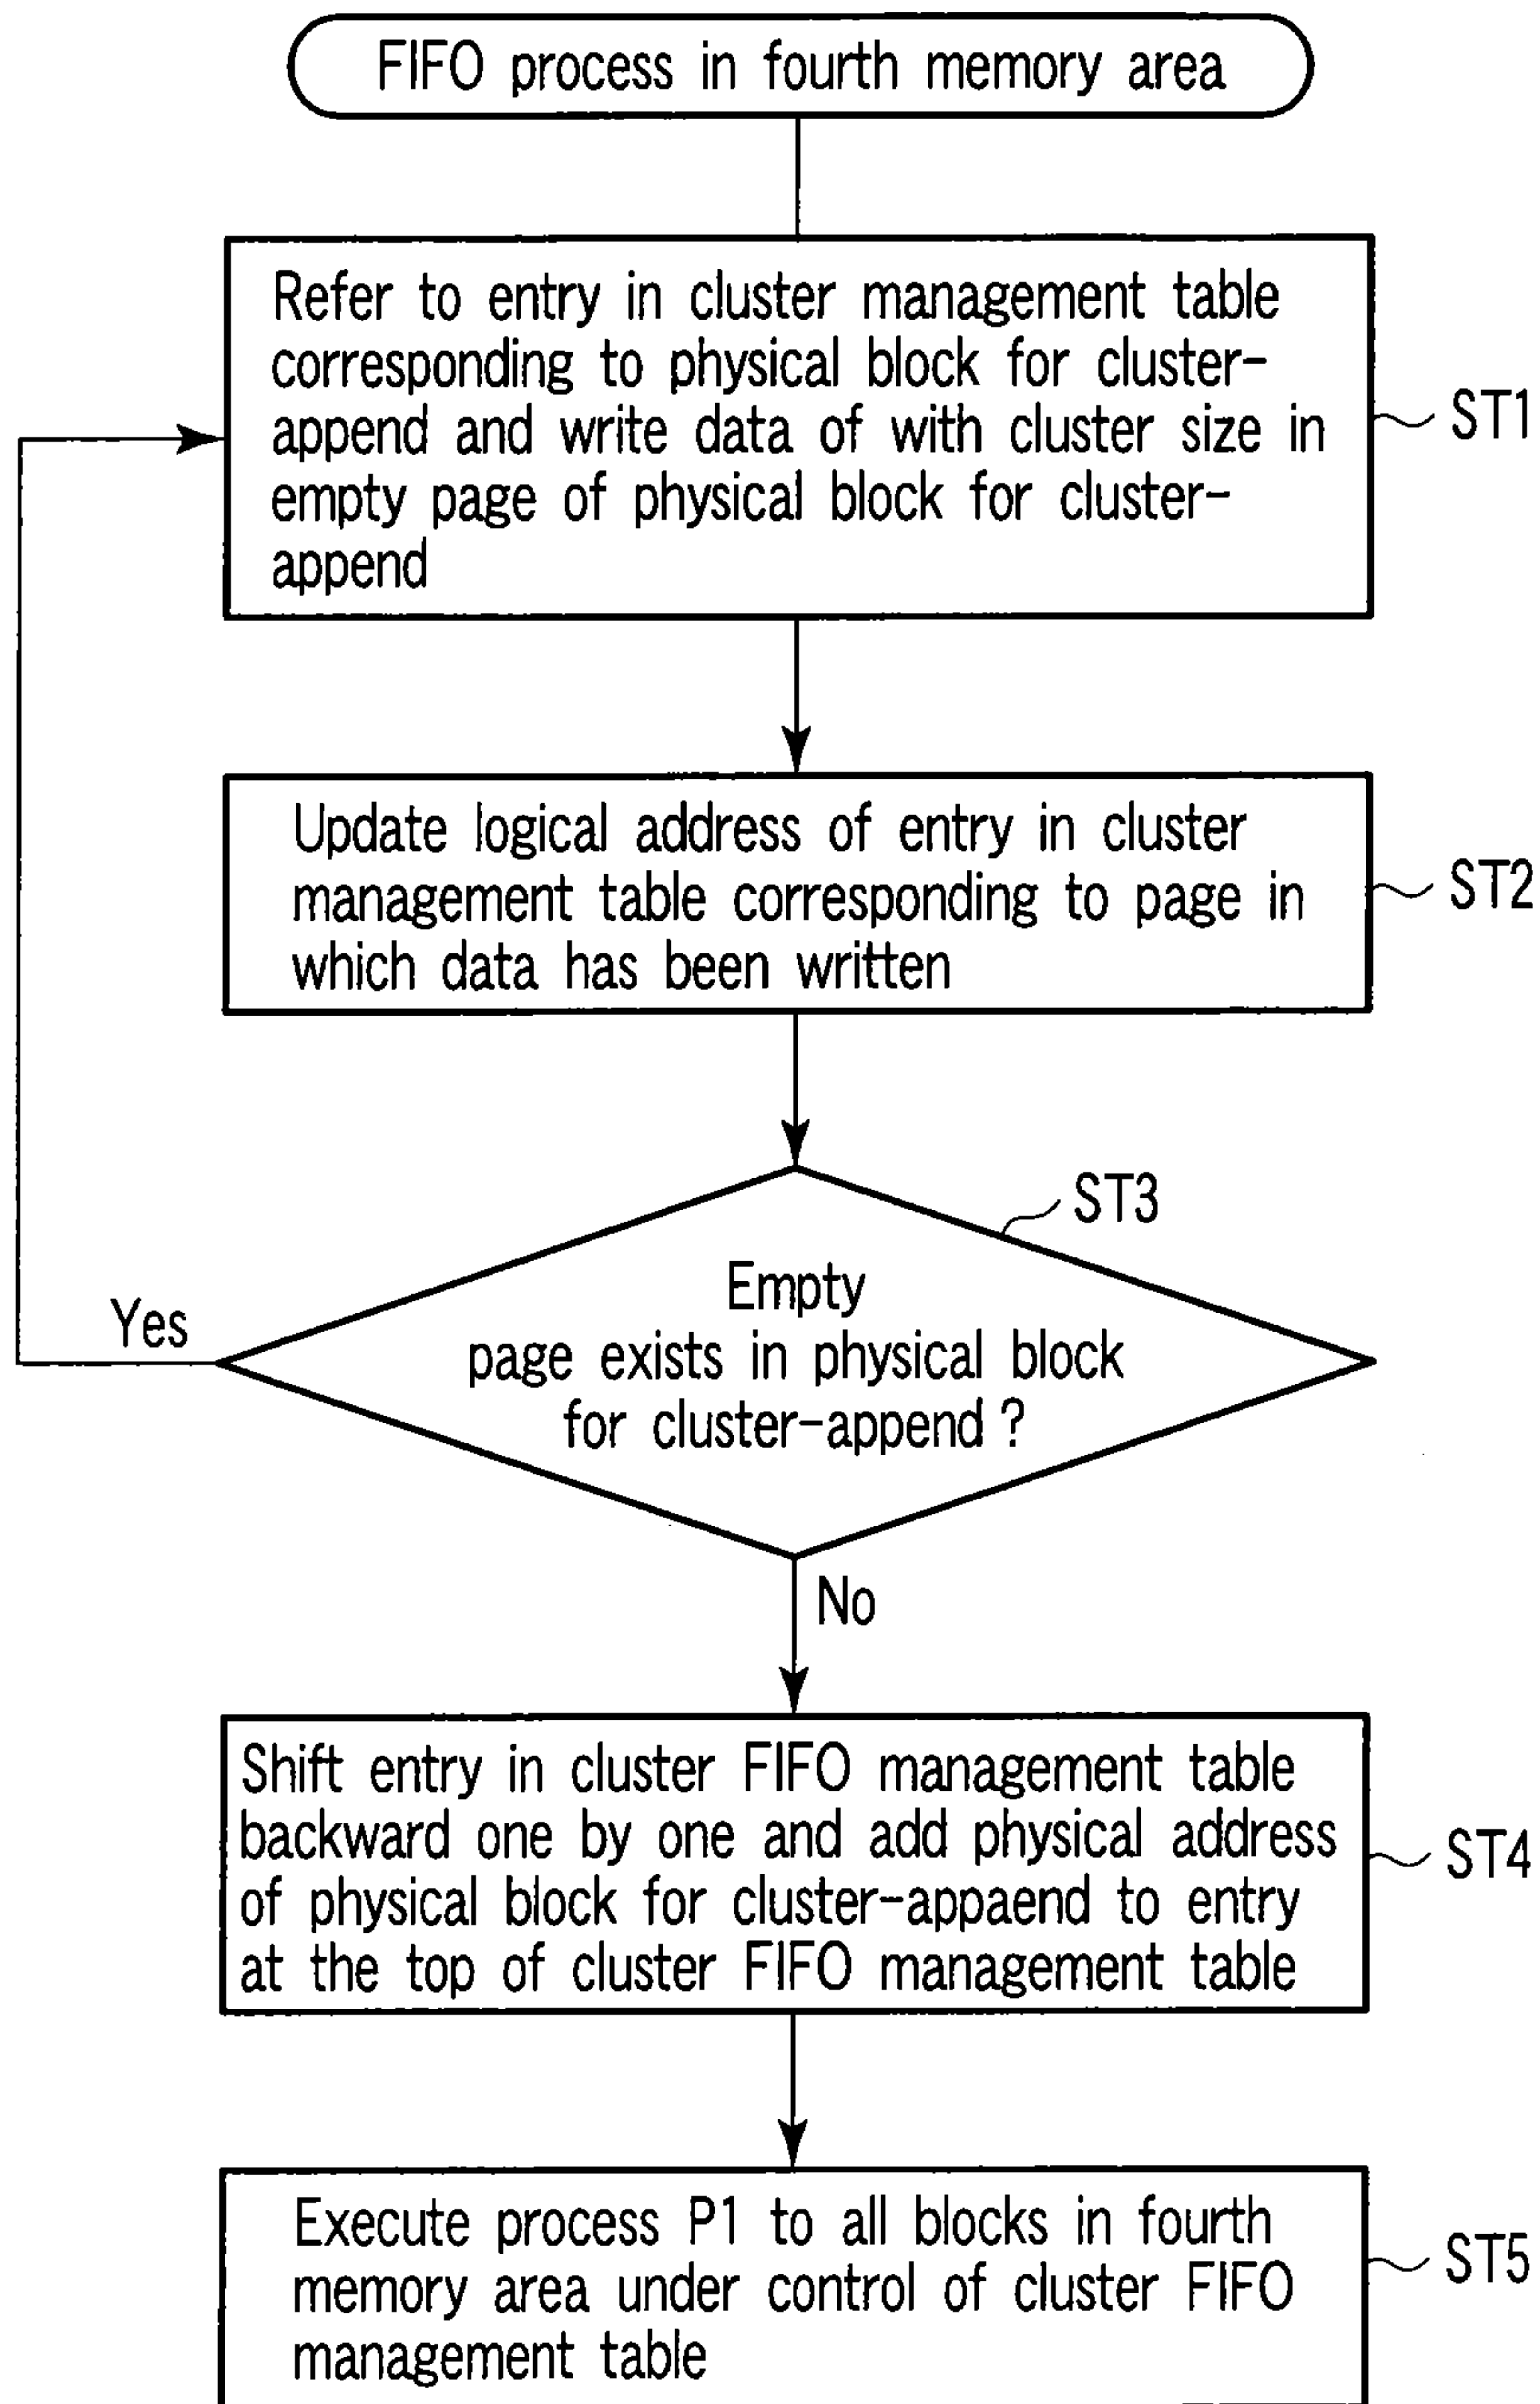 FIFO process in fourth memory area
Refer to entry in cluster management table
corresponding to physical block for cluster-
append and write data of with cluster size in
empty page of physical block for cluster-
append
ST1
Update logical address of entry in cluster
management table corresponding to page in
which data has been written
ST2
ST3
Empty
page exists in physical block
for cluster-append ?
Yes
No
Shift entry in cluster FIFO management table
backward one by one and add physical address
of physical block for cluster-appaend to entry
at the top of cluster FIFO management table
ST4
Execute process P1 to all blocks in fourth
memory area under control of cluster FIFO
management table
ST5